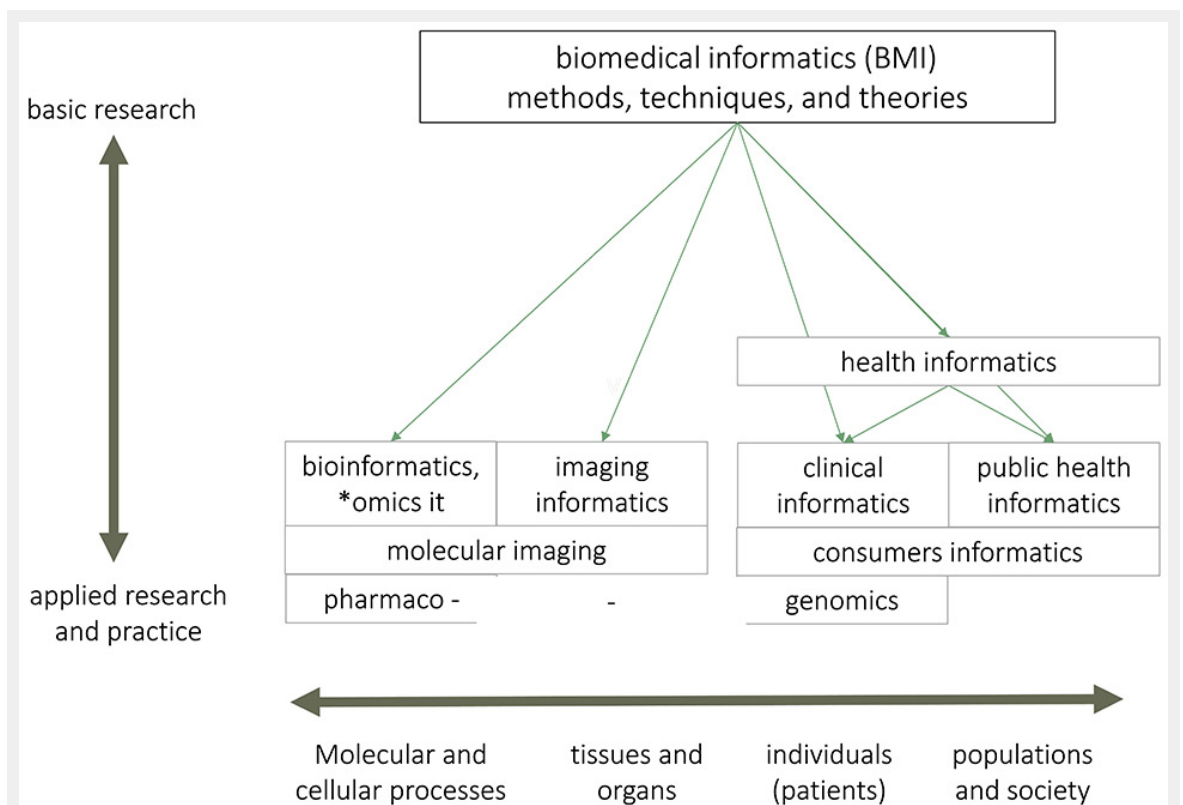 biomedical informatics (BMI)
methods, techniques, and theories
basic research
health informatics
bioinformatics,
*omics it
imaging
informatics
clinical
informatics
public health
informatics
molecular imaging
consumers informatics
applied research
and practice
pharmaco -
-
genomics
Molecular and
cellular processes
tissues and
organs
individuals
(patients)
populations
and society